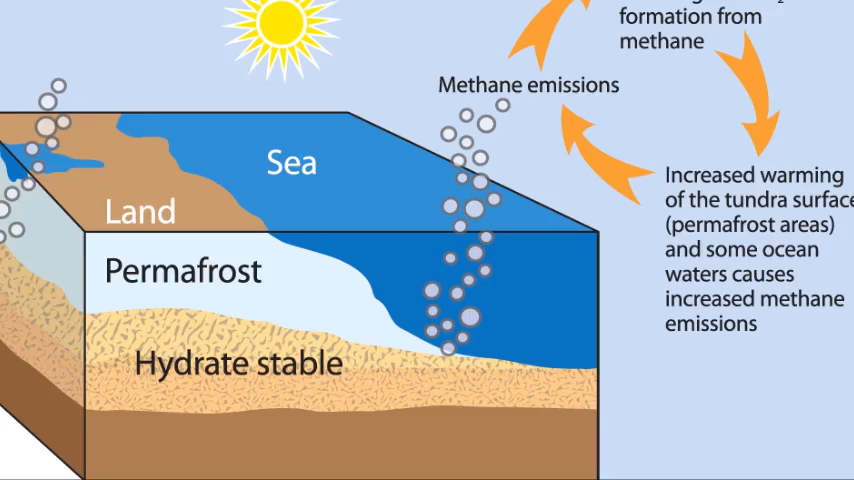 formation from
methane
Methane emissions
Sea
Land
Permafrost
Hydrate stable
Increased warming
of the tundra surface
(permafrost areas)
and some ocean
waters causes
increased methane
emissions